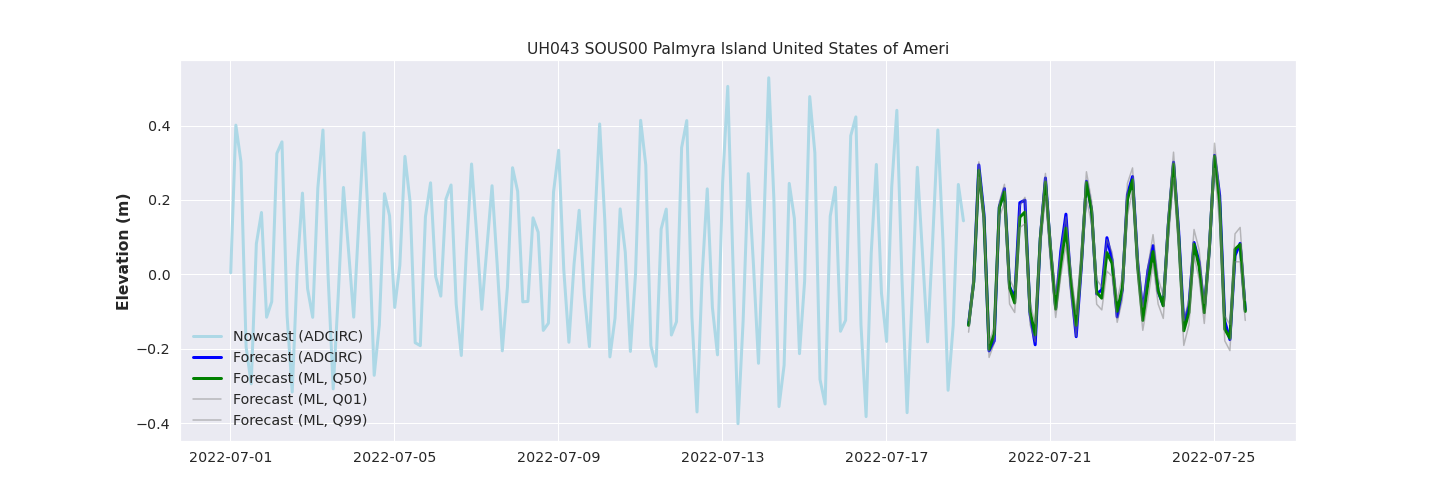 UH043 SOUS00 Palmyra Island United States of Ameri
Elevation (m)
0.4
0.2
0.0
−0.2
−0.4
Nowcast (ADCIRC)
Forecast (ADCIRC)
Forecast (ML, Q50)
Forecast (ML, Q01)
Forecast (ML, Q99)
2022-07-01 2022-07-05 2022-07-09 2022-07-13 2022-07-17 2022-07-21 2022-07-25